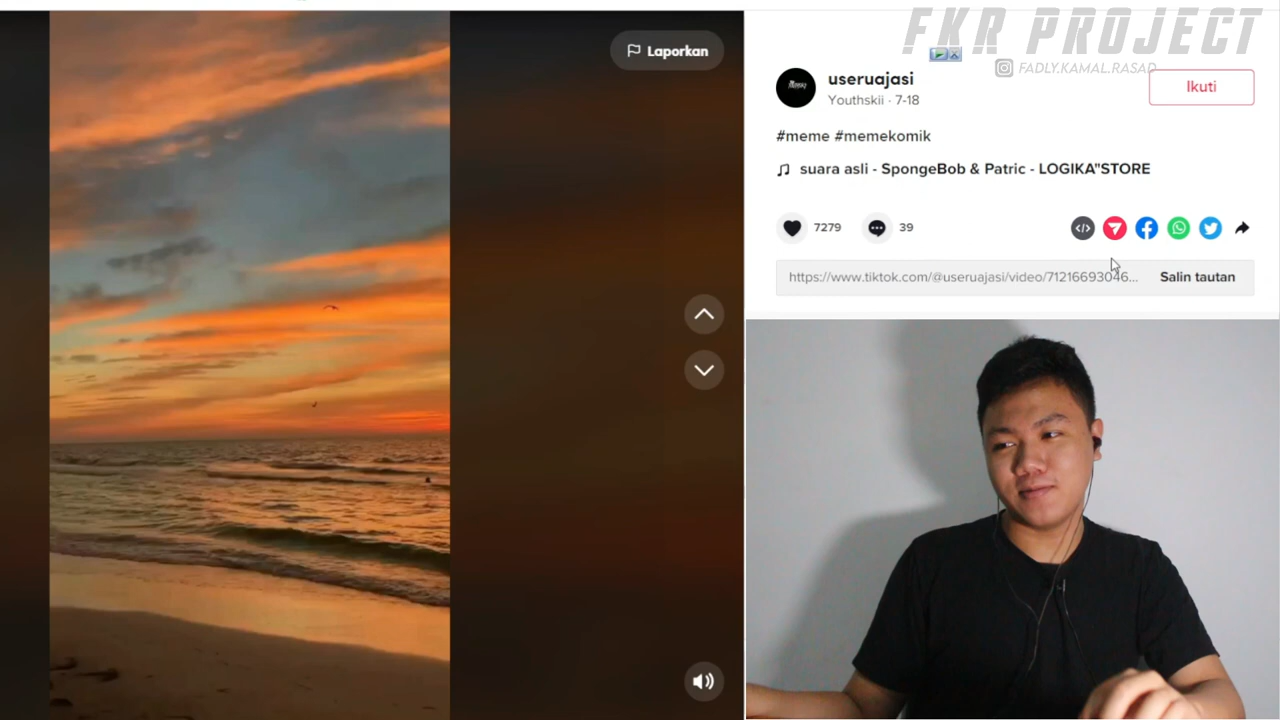 Laporkan
FKR PROJECT
FADLY.KAMAL.RASAD
useruajasi
Youthskii · 7-18
Ikuti
#meme #memekomik
suara asli - SpongeBob & Patric - LOGIKA"STORE
7279
39
https://www.tiktok.com/@useruajasi/video/71216693046...
Salin tautan